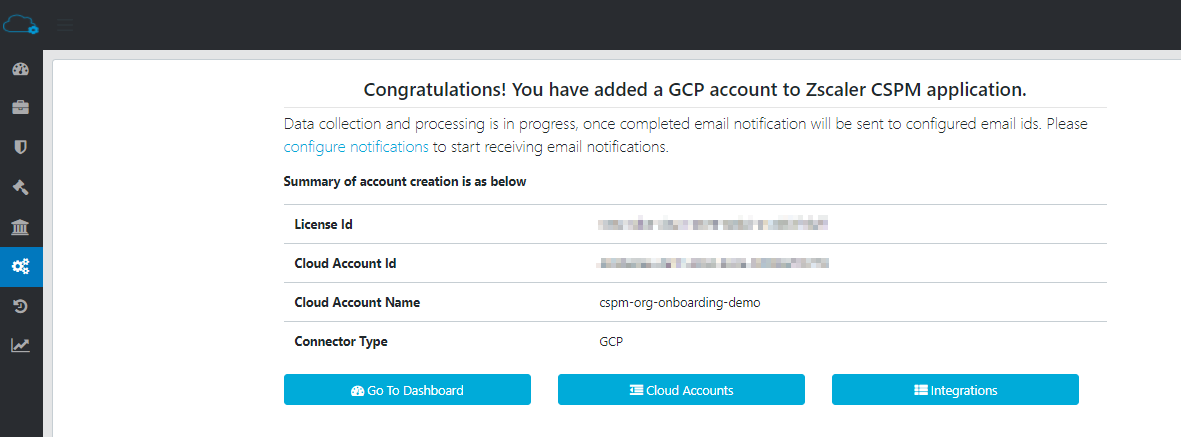 Congratulations! You have added a GCP account to Zscaler CSPM application.
Data collection and processing is in progress, once completed email notification will be sent to configured email ids. Please
configure notifications to start receiving email notifications.
Summary of account creation is as below
License Id
Cloud Account Id
Cloud Account Name cspm-org-onboarding-demo
Connector Type GCP
Go To Dashboard Cloud Accounts Integrations